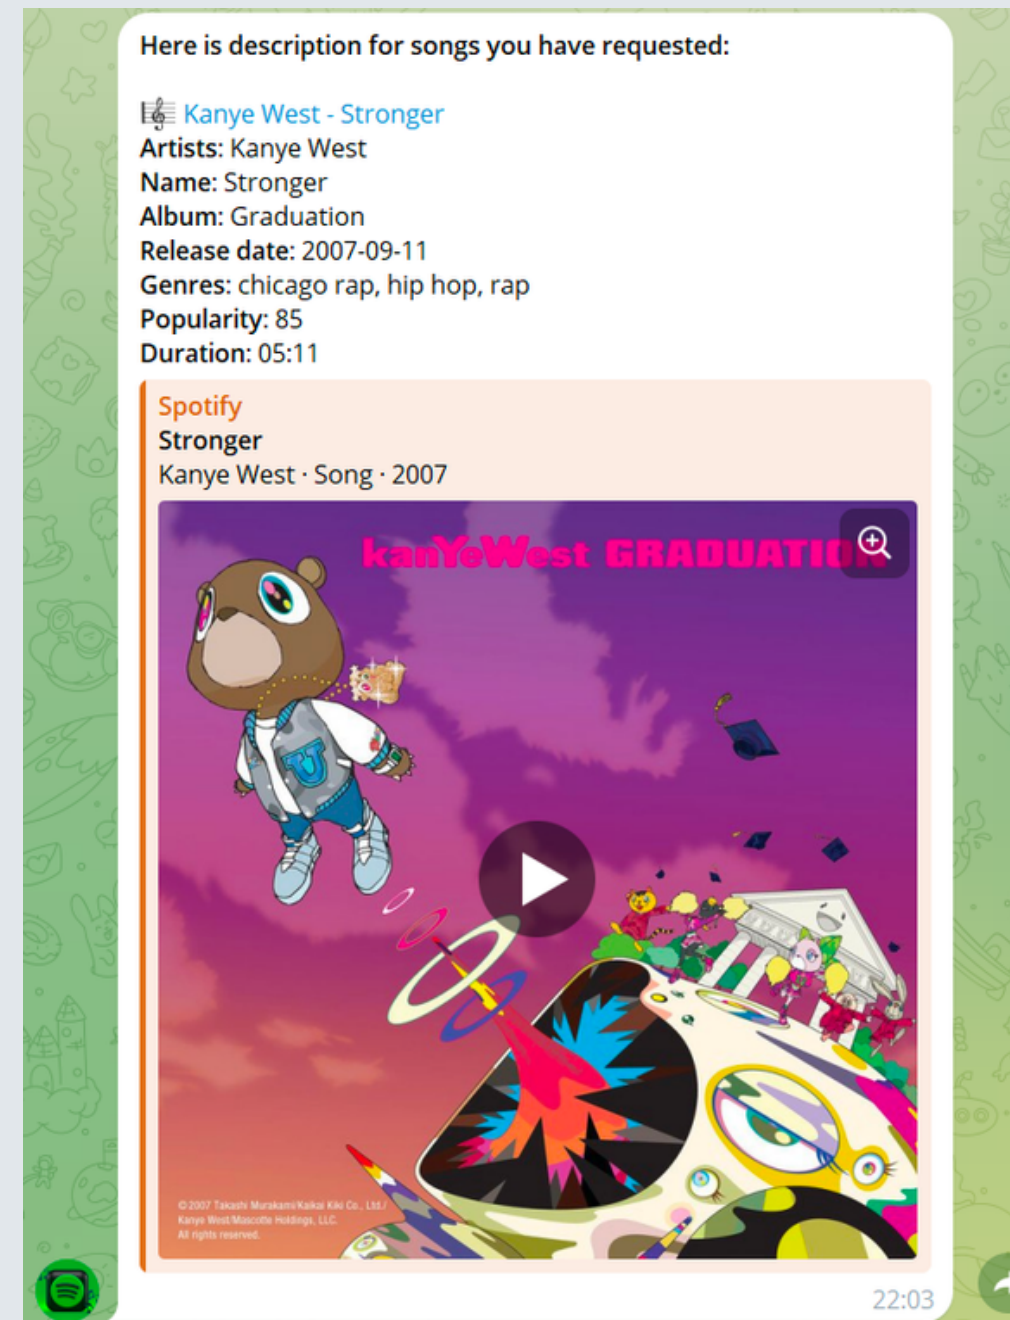 Here is description for songs you have requested:
Kanye West - Stronger
Artists: Kanye West
Name: Stronger
Album: Graduation
Release date: 2007-09-11
Genres: chicago rap, hip hop, rap
Popularity: 85
Duration: 05:11
Spotify
Stronger
Kanye West · Song · 2007
kanYeWest GRADUATION
U
©2007 Takashi Murakami/Kaikai Kiki Co., Ltd./
Kanye West/Mascotte Holdings, LLC.
All rights reserved.
22:03